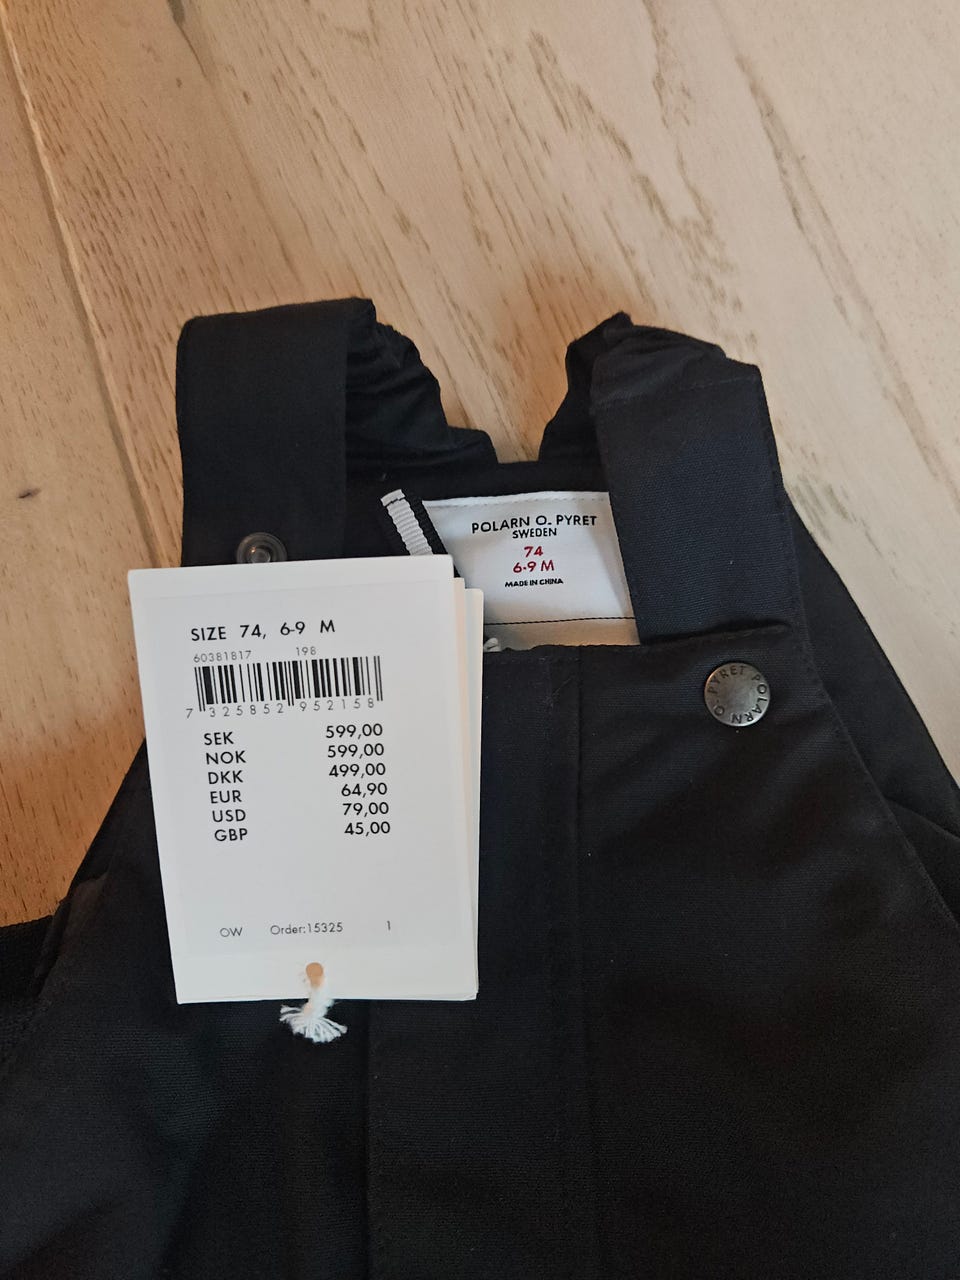 POLARN O. PYRET
SWEDEN
74
6-9 M
MADE IN CHINA
SIZE 74, 6-9 M
60381817 198
7 325852 952158
SEK 599,00
NOK 599,00
DKK 499,00
EUR 64,90
USD 79,00
GBP 45,00
OW Order:15325 1
POLARN O. PYRET